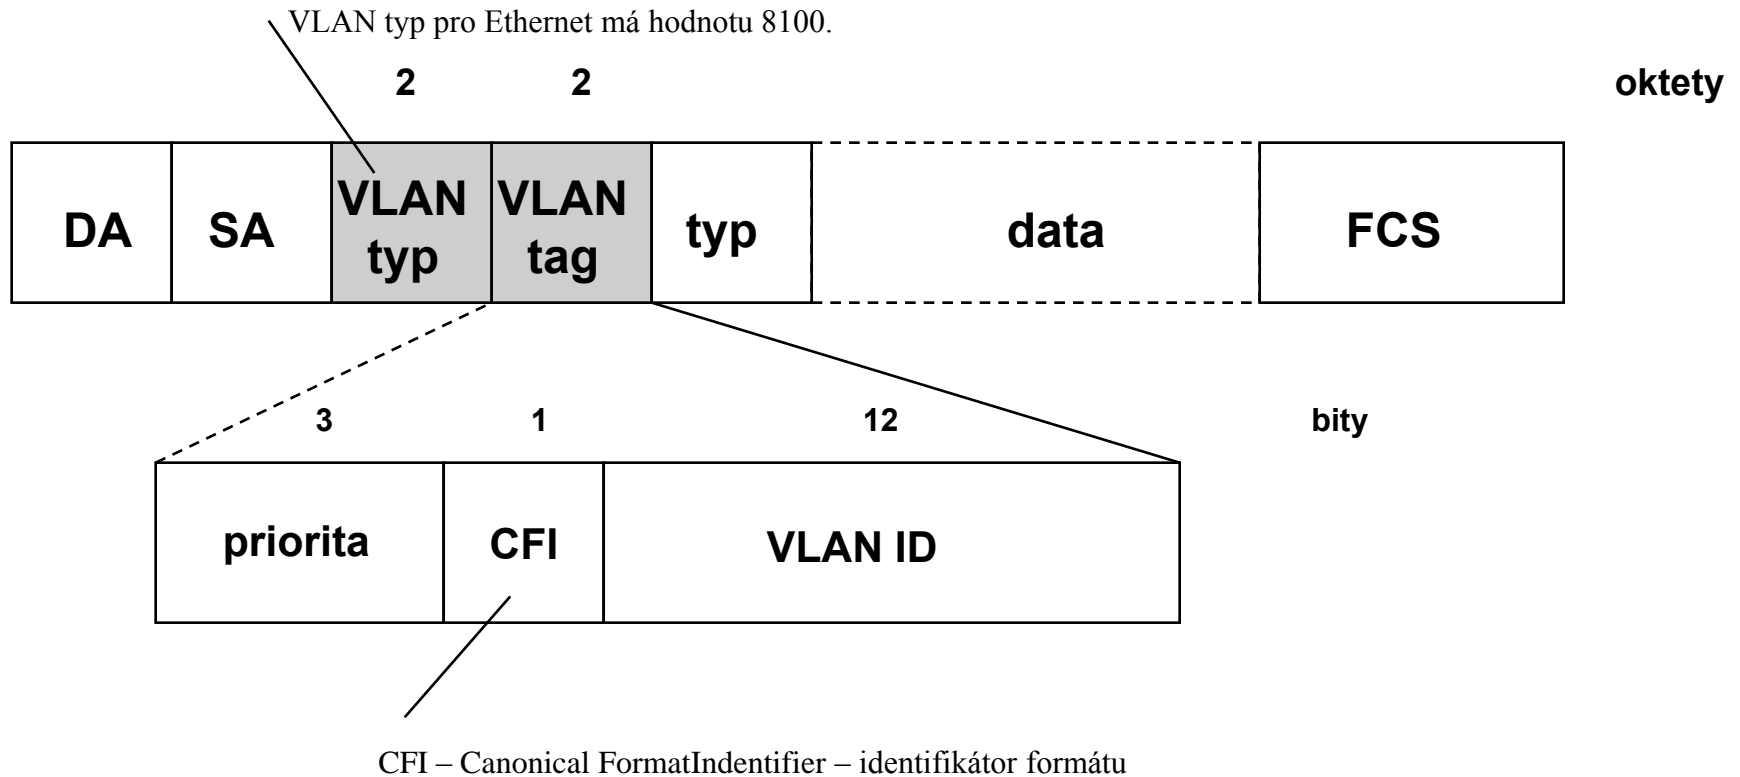 VLAN typ pro Ethernet má hodnotu 8100.
2 2 oktety
DA SA VLAN typ VLAN tag typ data FCS
3 1 12 bity
priorita CFI VLAN ID
CFI – Canonical FormatIndentifier – identifikátor formátu